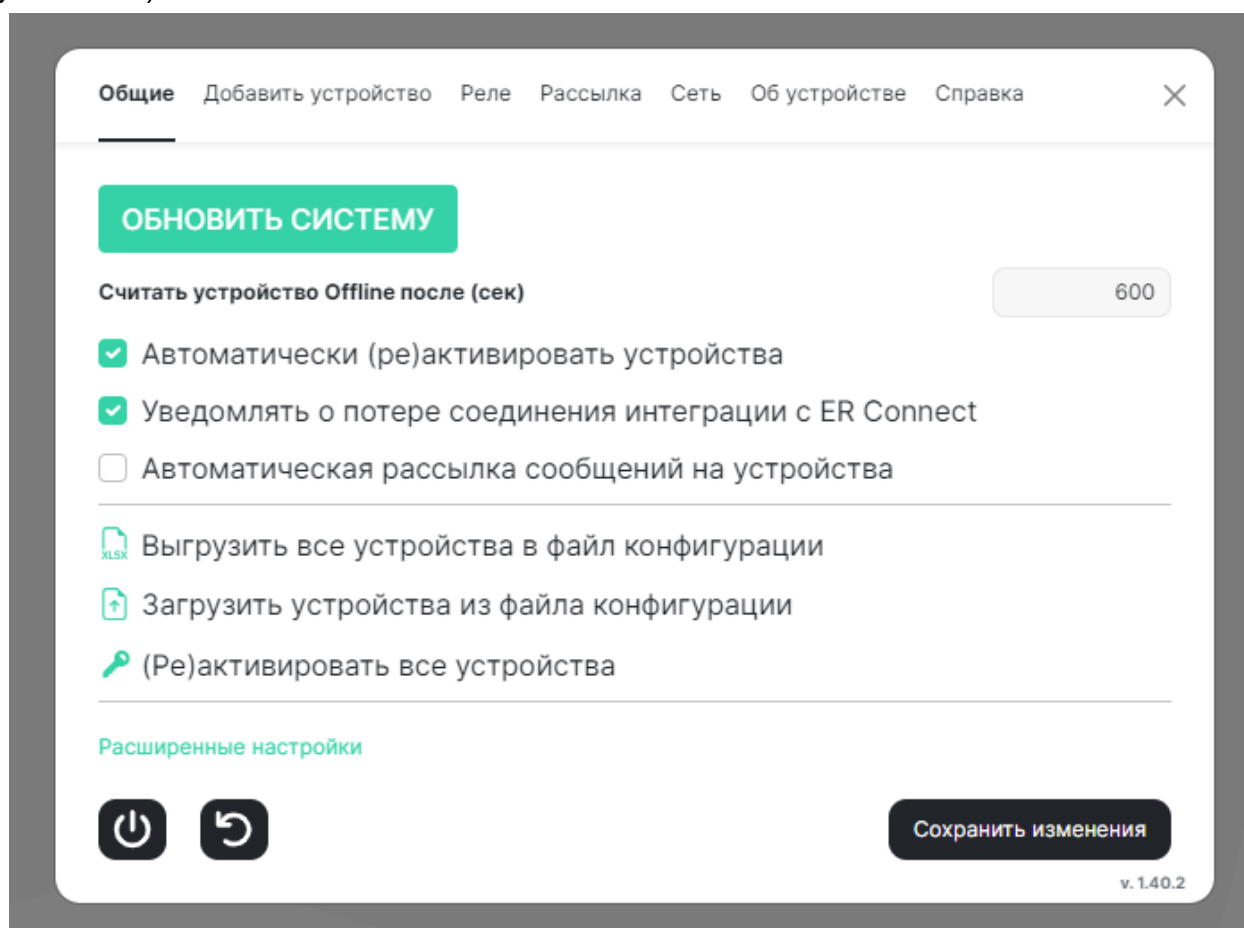 Общие Добавить устройство Реле Рассылка Сеть Об устройстве Справка
ОБНОВИТЬ СИСТЕМУ
Считать устройство Offline после (сек) 600
Автоматически (ре)активировать устройства
Уведомлять о потере соединения интеграции с ER Connect
Автоматическая рассылка сообщений на устройства
XLSX Выгрузить все устройства в файл конфигурации
Загрузить устройства из файла конфигурации
(Ре)активировать все устройства
Расширенные настройки
Сохранить изменения
v. 1.40.2